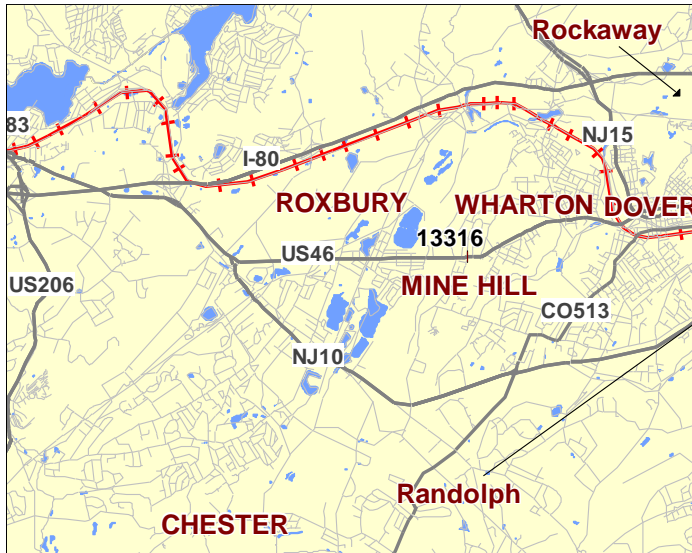 Rockaway
83
NJ15
I-80
ROXBURY
WHARTON
DOVER
13316
US46
US206
MINE HILL
CO513
NJ10
Randolph
CHESTER